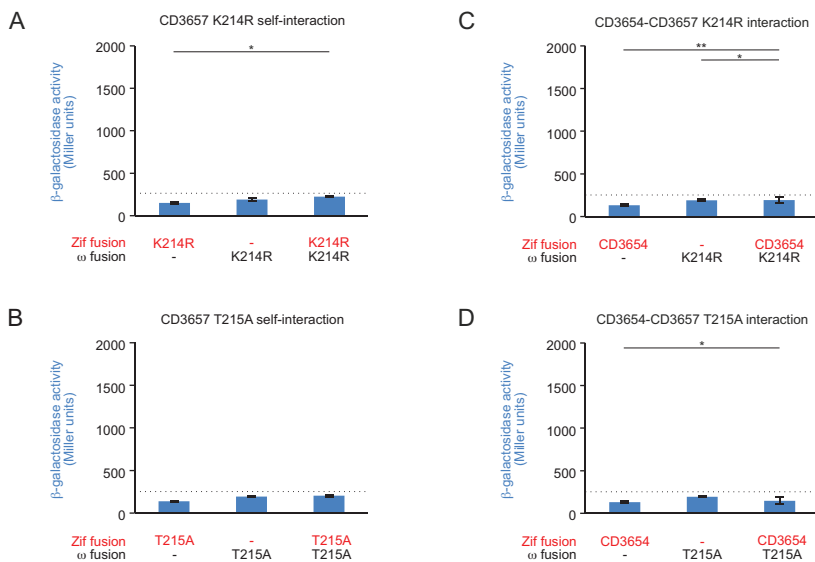 A
CD3657 K214R self-interaction
*
2000
1500
1000
500
0
β-galactosidase activity
(Miller units)
Zif fusion K214R - K214R
ω fusion - K214R K214R
C
CD3654-CD3657 K214R interaction
**
*
2000
1500
1000
500
0
β-galactosidase activity
(Miller units)
Zif fusion CD3654 - CD3654
ω fusion - K214R K214R
B
CD3657 T215A self-interaction
2000
1500
1000
500
0
β-galactosidase activity
(Miller units)
Zif fusion T215A - T215A
ω fusion - T215A T215A
D
CD3654-CD3657 T215A interaction
*
2000
1500
1000
500
0
β-galactosidase activity
(Miller units)
Zif fusion CD3654 - CD3654
ω fusion - T215A T215A